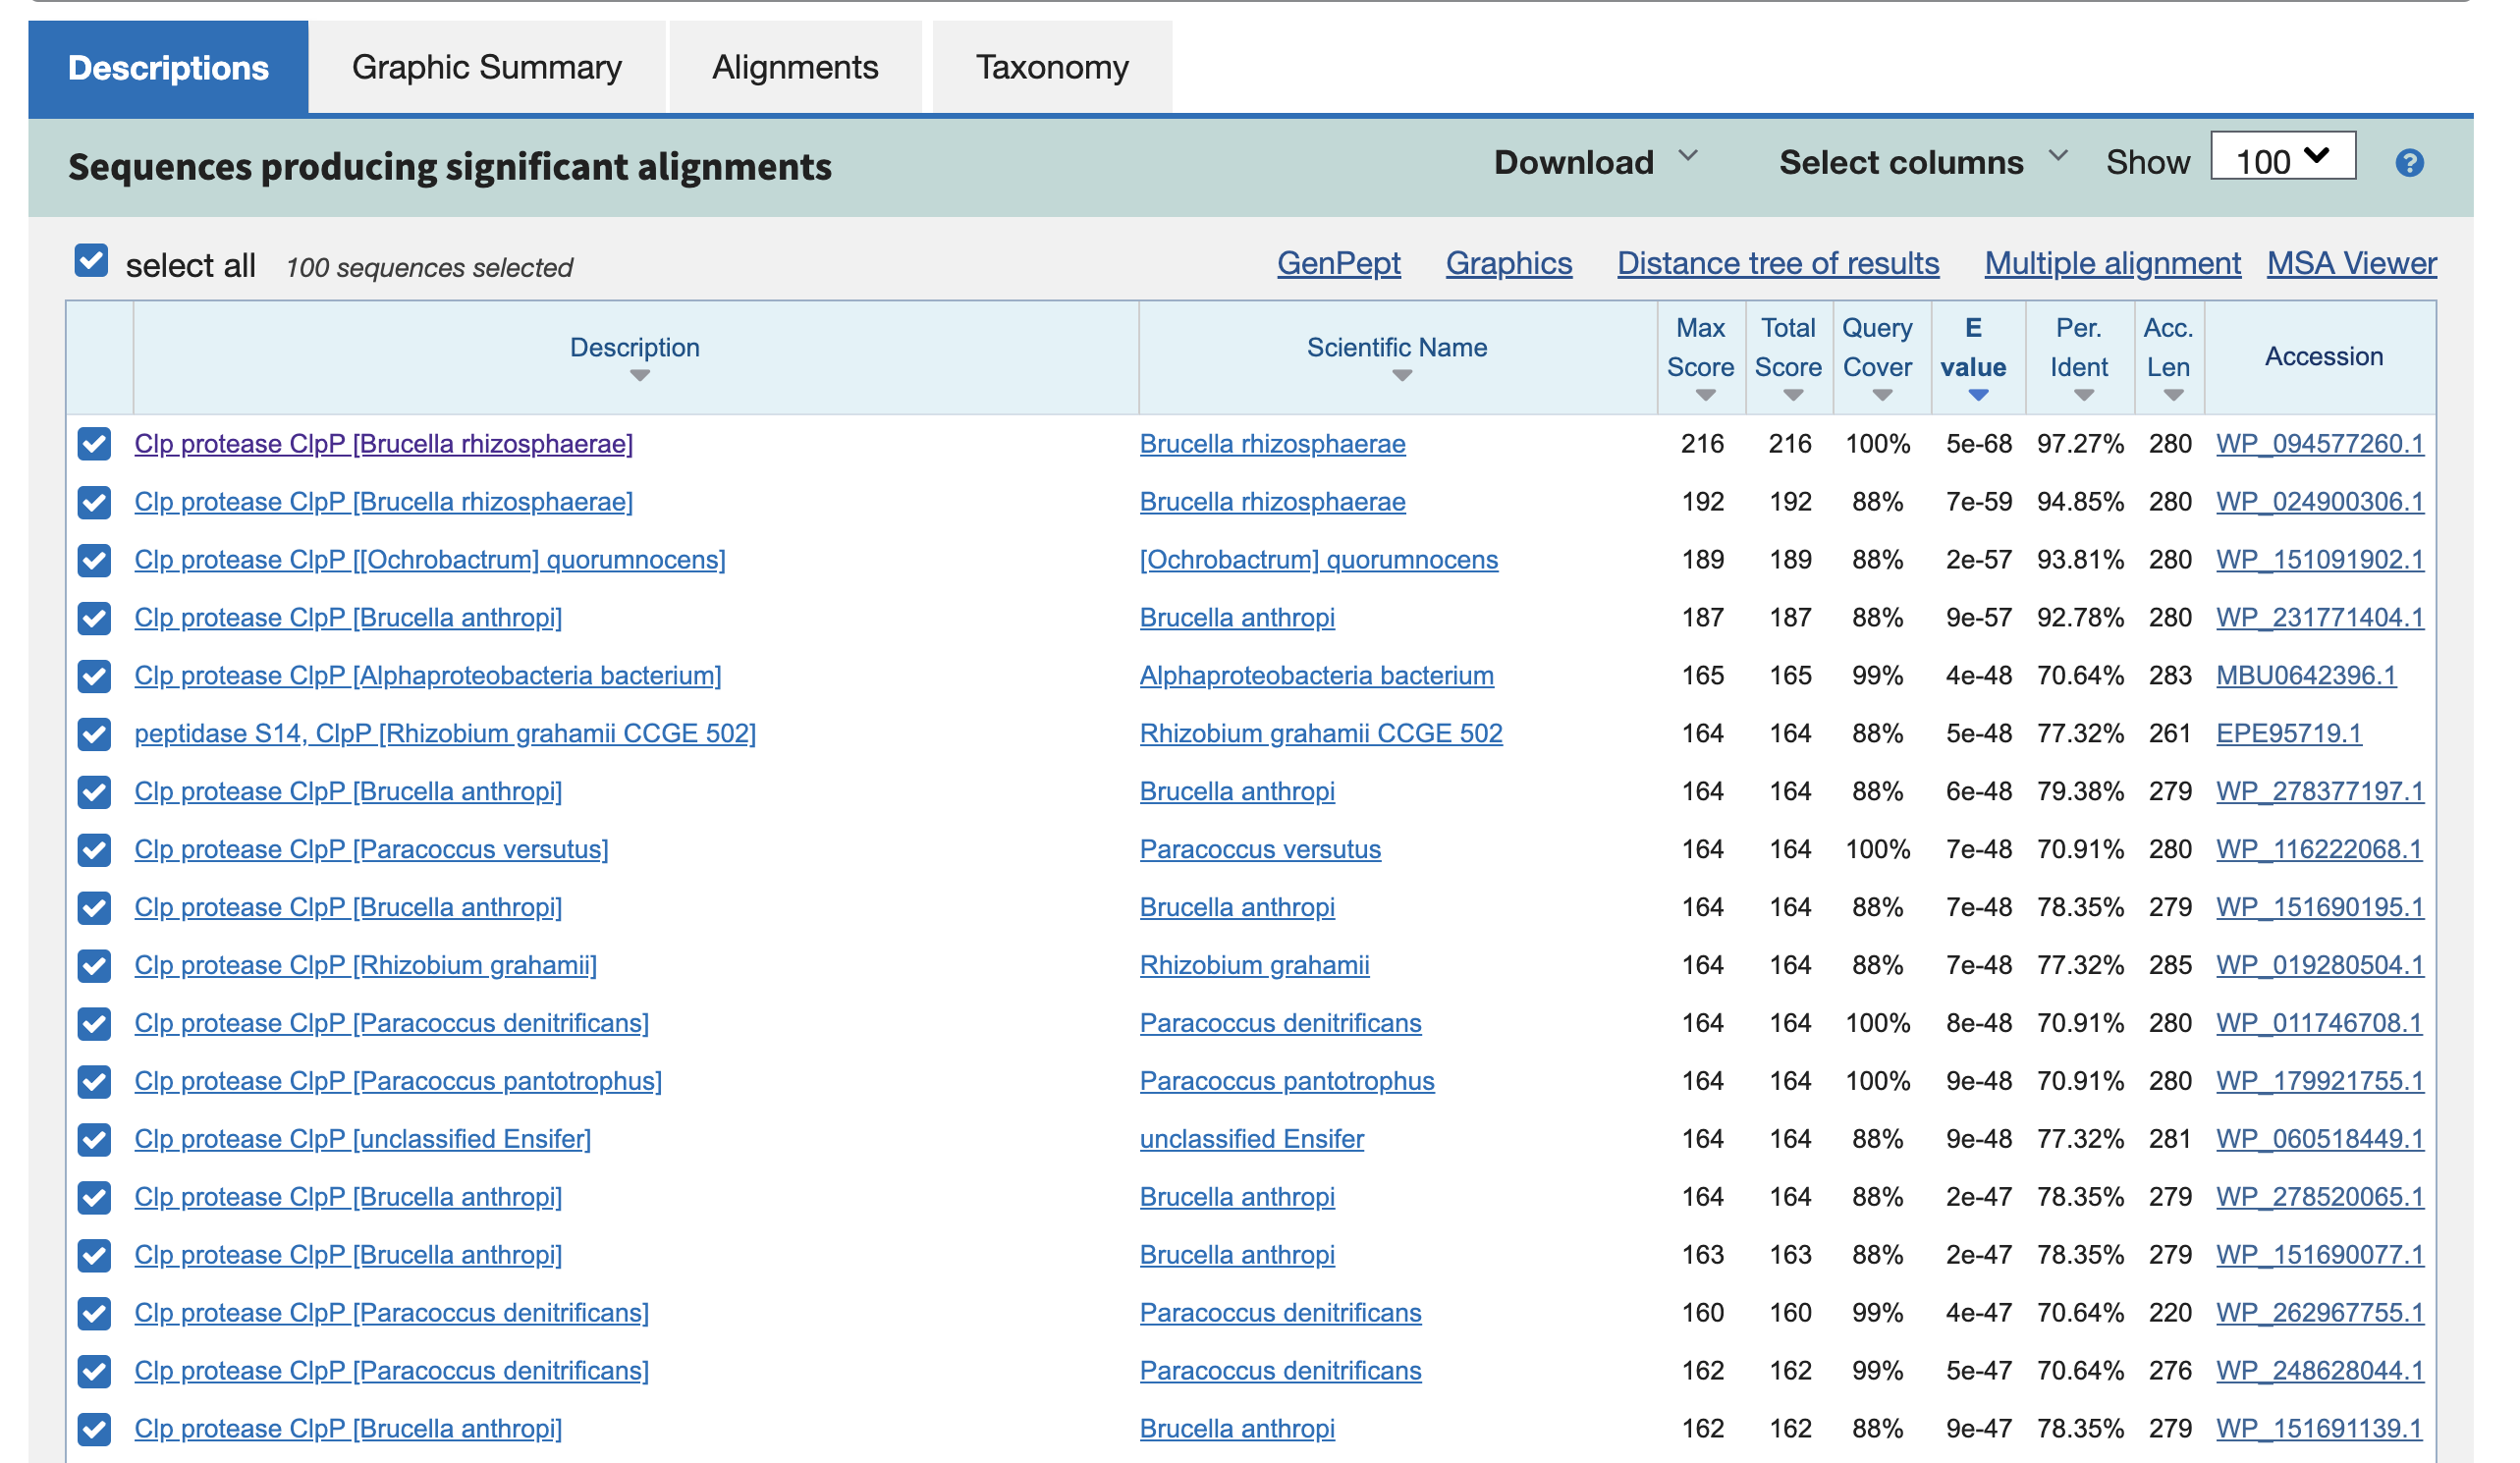 Descriptions Graphic Summary Alignments Taxonomy
Sequences producing significant alignments Download Select columns Show 100 ?
select all 100 sequences selected GenPept Graphics Distance tree of results Multiple alignment MSA Viewer
Description Scientific Name Max Score Total Score Query Cover E value Per. Ident Acc. Len Accession
Clp protease ClpP [Brucella rhizosphaerae] Brucella rhizosphaerae 216 216 100% 5e-68 97.27% 280 WP_094577260.1
Clp protease ClpP [Brucella rhizosphaerae] Brucella rhizosphaerae 192 192 88% 7e-59 94.85% 280 WP_024900306.1
Clp protease ClpP [[Ochrobactrum] quorumnocens] [Ochrobactrum] quorumnocens 189 189 88% 2e-57 93.81% 280 WP_151091902.1
Clp protease ClpP [Brucella anthropi] Brucella anthropi 187 187 88% 9e-57 92.78% 280 WP_231771404.1
Clp protease ClpP [Alphaproteobacteria bacterium] Alphaproteobacteria bacterium 165 165 99% 4e-48 70.64% 283 MBU0642396.1
peptidase S14, ClpP [Rhizobium grahamii CCGE 502] Rhizobium grahamii CCGE 502 164 164 88% 5e-48 77.32% 261 EPE95719.1
Clp protease ClpP [Brucella anthropi] Brucella anthropi 164 164 88% 6e-48 79.38% 279 WP_278377197.1
Clp protease ClpP [Paracoccus versutus] Paracoccus versutus 164 164 100% 7e-48 70.91% 280 WP_116222068.1
Clp protease ClpP [Brucella anthropi] Brucella anthropi 164 164 88% 7e-48 78.35% 279 WP_151690195.1
Clp protease ClpP [Rhizobium grahamii] Rhizobium grahamii 164 164 88% 7e-48 77.32% 285 WP_019280504.1
Clp protease ClpP [Paracoccus denitrificans] Paracoccus denitrificans 164 164 100% 8e-48 70.91% 280 WP_011746708.1
Clp protease ClpP [Paracoccus pantotrophus] Paracoccus pantotrophus 164 164 100% 9e-48 70.91% 280 WP_179921755.1
Clp protease ClpP [unclassified Ensifer] unclassified Ensifer 164 164 88% 9e-48 77.32% 281 WP_060518449.1
Clp protease ClpP [Brucella anthropi] Brucella anthropi 164 164 88% 2e-47 78.35% 279 WP_278520065.1
Clp protease ClpP [Brucella anthropi] Brucella anthropi 163 163 88% 2e-47 78.35% 279 WP_151690077.1
Clp protease ClpP [Paracoccus denitrificans] Paracoccus denitrificans 160 160 99% 4e-47 70.64% 220 WP_262967755.1
Clp protease ClpP [Paracoccus denitrificans] Paracoccus denitrificans 162 162 99% 5e-47 70.64% 276 WP_248628044.1
Clp protease ClpP [Brucella anthropi] Brucella anthropi 162 162 88% 9e-47 78.35% 279 WP_151691139.1